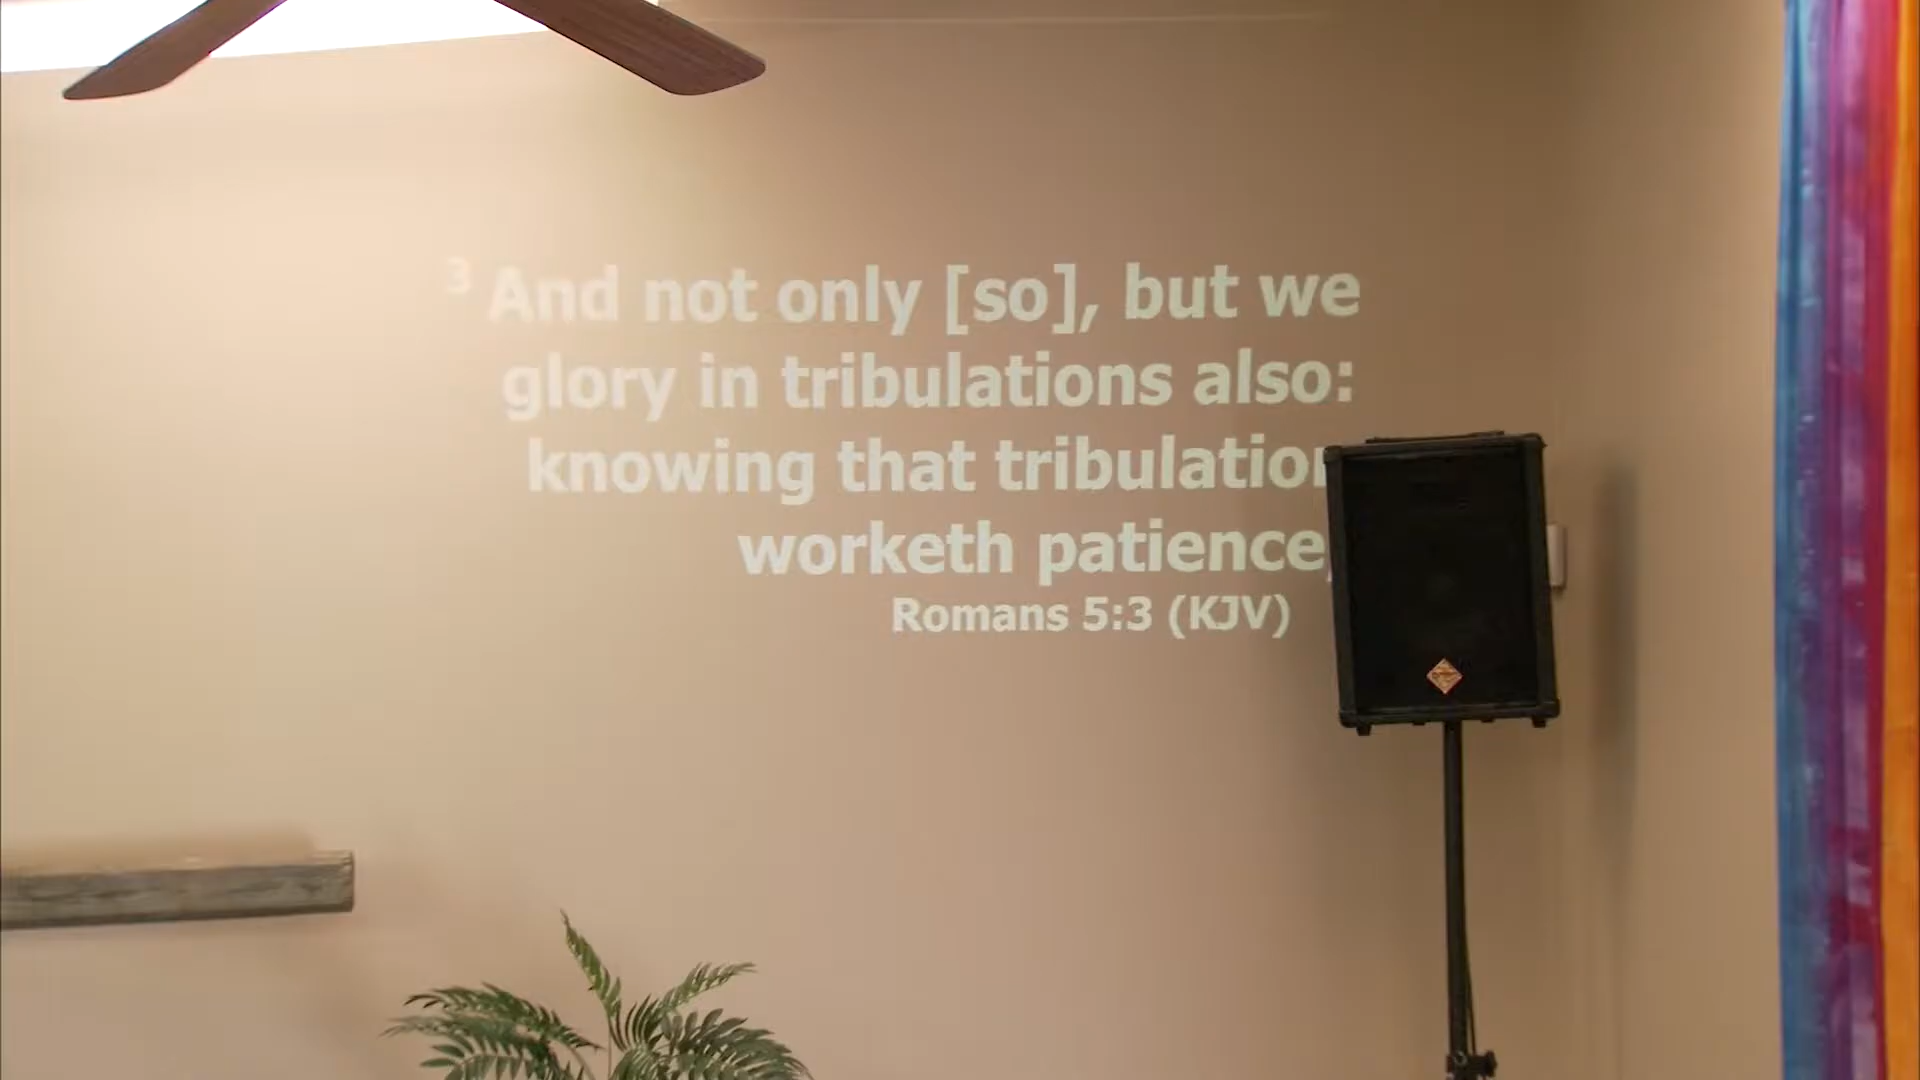 3 And not only [so], but we
glory in tribulations also:
knowing that tribulation
worketh patience,
Romans 5:3 (KJV)